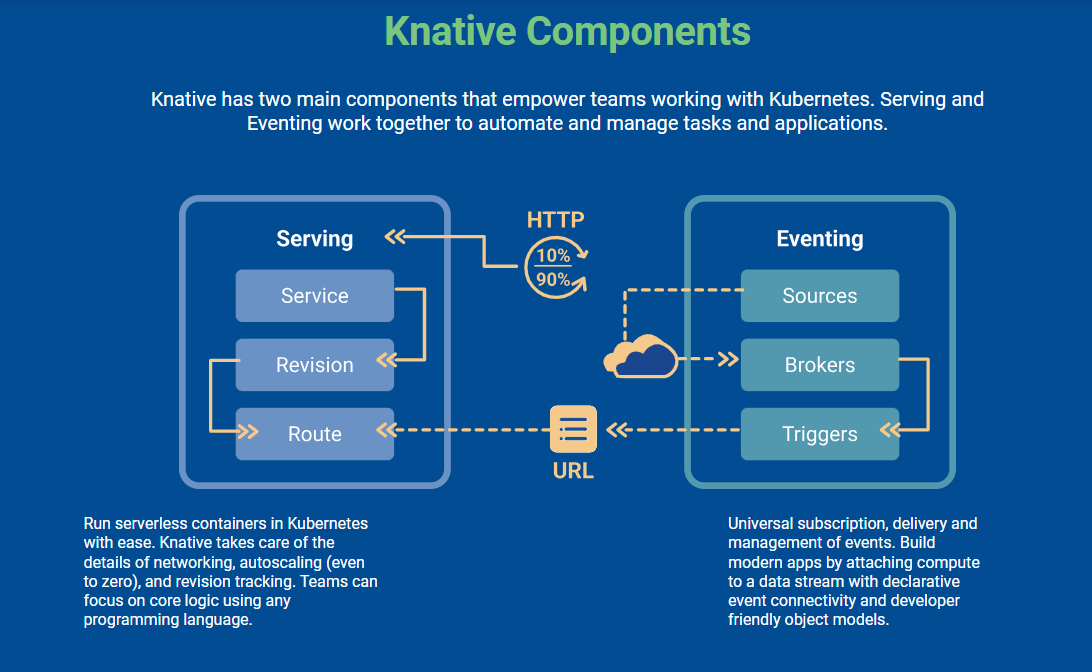 Knative Components
Knative has two main components that empower teams working with Kubernetes. Serving and
Eventing work together to automate and manage tasks and applications.
HTTP
10%
90%
Serving
Service
Revision
Route
URL
Eventing
Sources
Brokers
Triggers
Run serverless containers in Kubernetes
with ease. Knative takes care of the
details of networking, autoscaling (even
to zero), and revision tracking. Teams can
focus on core logic using any
programming language.
Universal subscription, delivery and
management of events. Build
modern apps by attaching compute
to a data stream with declarative
event connectivity and developer
friendly object models.